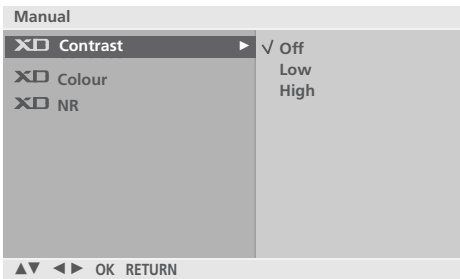 Manual
XD Contrast ► √ Off
Low
High
XD Colour
XD NR
▲▼ ◄► OK RETURN